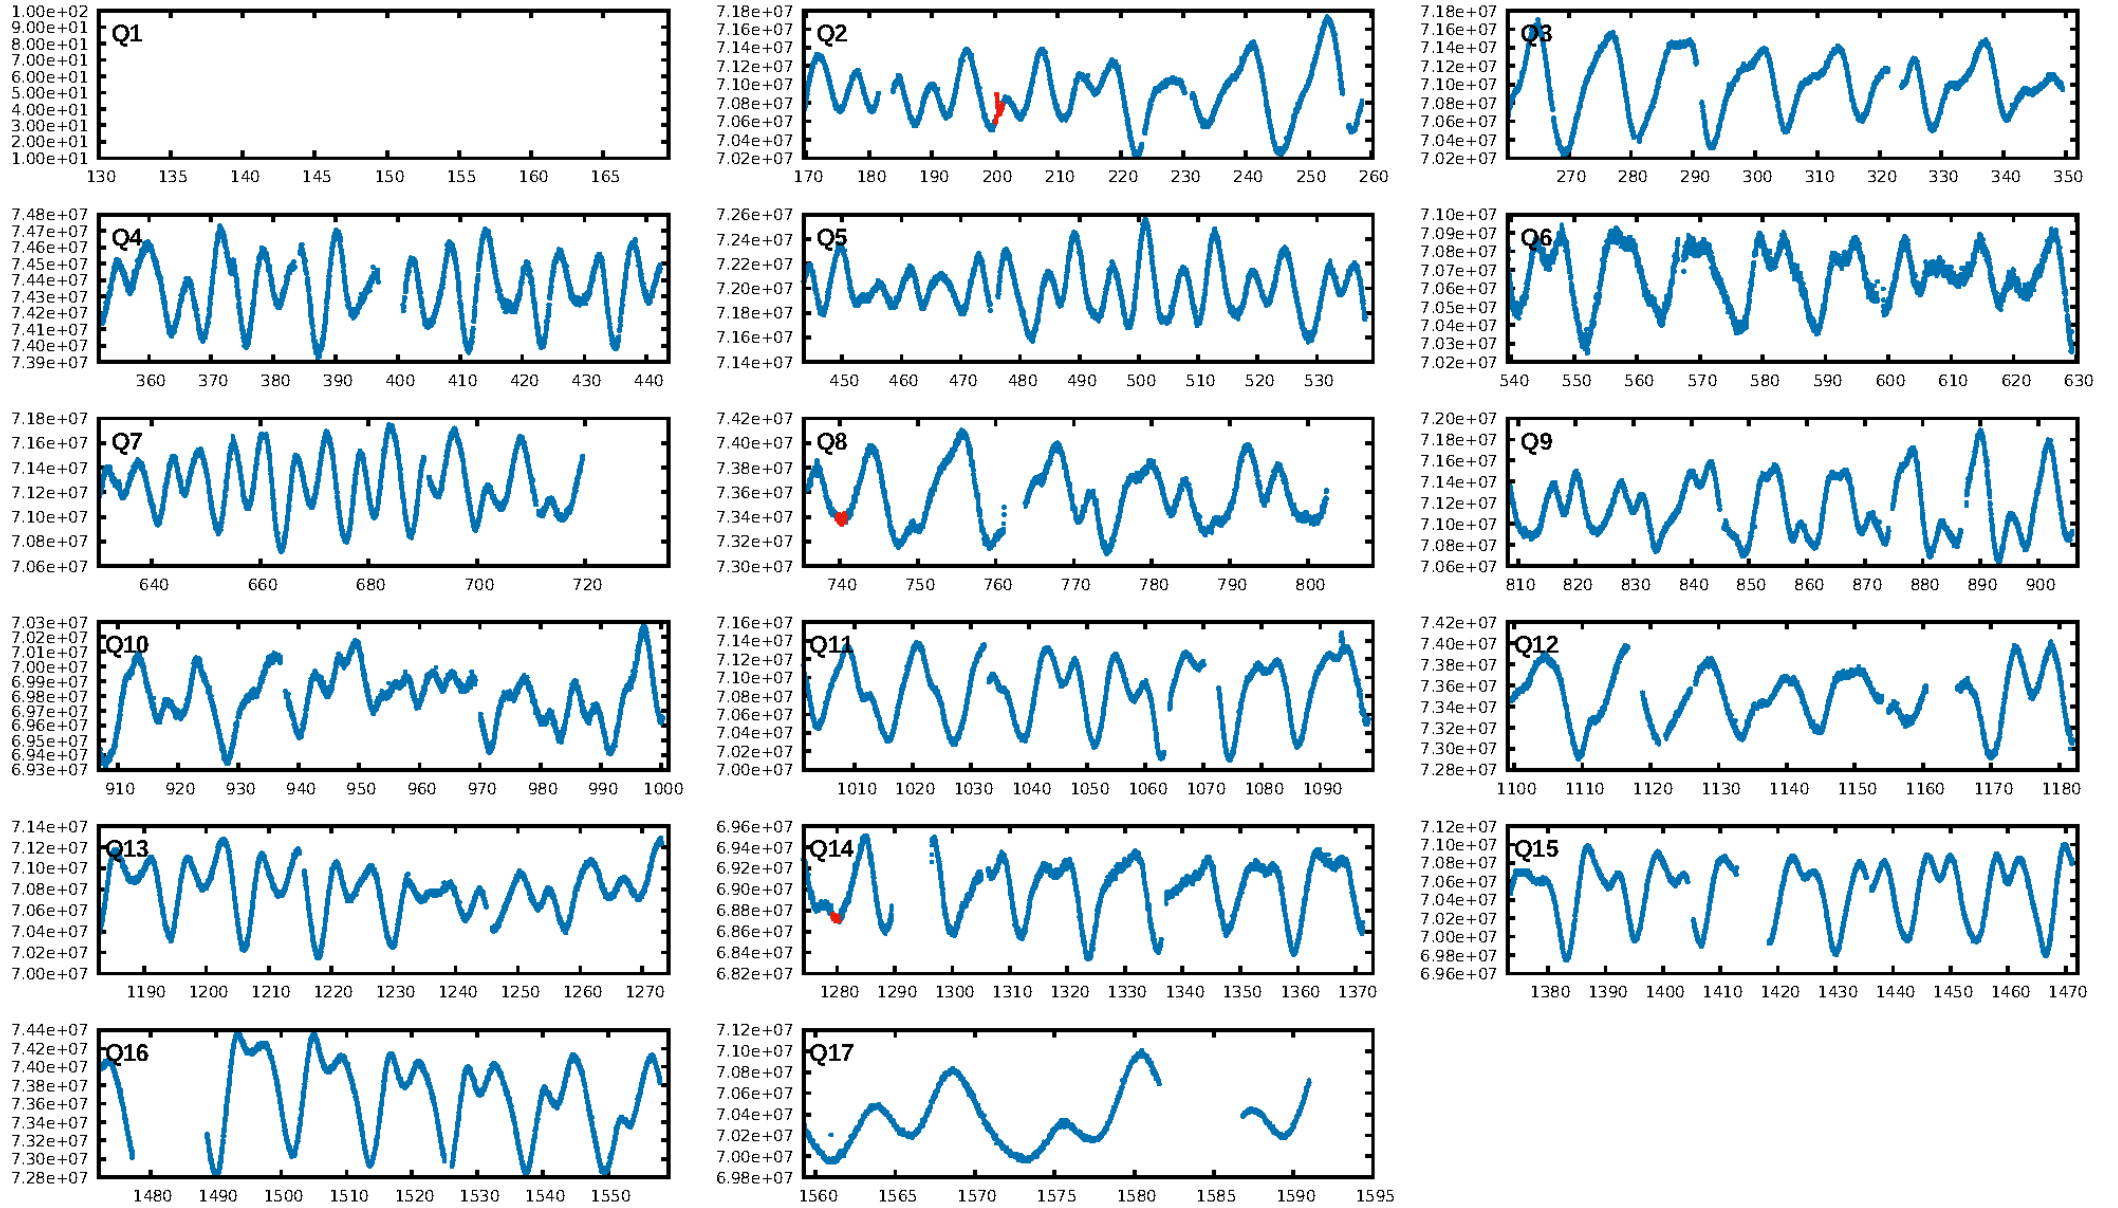 Q1
1.00e+02
9.00e+01
8.00e+01
7.00e+01
6.00e+01
5.00e+01
4.00e+01
3.00e+01
2.00e+01
1.00e+01
130 135 140 145 150 155 160 165
Q2
7.18e+07
7.16e+07
7.14e+07
7.12e+07
7.10e+07
7.08e+07
7.06e+07
7.04e+07
7.02e+07
170 180 190 200 210 220 230 240 250 260
Q3
7.18e+07
7.16e+07
7.14e+07
7.12e+07
7.10e+07
7.08e+07
7.06e+07
7.04e+07
7.02e+07
270 280 290 300 310 320 330 340 350
Q4
7.48e+07
7.47e+07
7.46e+07
7.45e+07
7.44e+07
7.43e+07
7.42e+07
7.41e+07
7.40e+07
7.39e+07
360 370 380 390 400 410 420 430 440
Q5
7.26e+07
7.24e+07
7.22e+07
7.20e+07
7.18e+07
7.16e+07
7.14e+07
450 460 470 480 490 500 510 520 530
Q6
7.10e+07
7.09e+07
7.08e+07
7.07e+07
7.06e+07
7.05e+07
7.04e+07
7.03e+07
7.02e+07
540 550 560 570 580 590 600 610 620 630
Q7
7.18e+07
7.16e+07
7.14e+07
7.12e+07
7.10e+07
7.08e+07
7.06e+07
640 660 680 700 720
Q8
7.42e+07
7.40e+07
7.38e+07
7.36e+07
7.34e+07
7.32e+07
7.30e+07
740 750 760 770 780 790 800
Q9
7.20e+07
7.18e+07
7.16e+07
7.14e+07
7.12e+07
7.10e+07
7.08e+07
7.06e+07
810 820 830 840 850 860 870 880 890 900
Q10
7.03e+07
7.02e+07
7.01e+07
7.00e+07
6.99e+07
6.98e+07
6.97e+07
6.96e+07
6.95e+07
6.94e+07
6.93e+07
910 920 930 940 950 960 970 980 990 1000
Q11
7.16e+07
7.14e+07
7.12e+07
7.10e+07
7.08e+07
7.06e+07
7.04e+07
7.02e+07
7.00e+07
1010 1020 1030 1040 1050 1060 1070 1080 1090
Q12
7.42e+07
7.40e+07
7.38e+07
7.36e+07
7.34e+07
7.32e+07
7.30e+07
7.28e+07
1100 1110 1120 1130 1140 1150 1160 1170 1180
Q13
7.14e+07
7.12e+07
7.10e+07
7.08e+07
7.06e+07
7.04e+07
7.02e+07
7.00e+07
1190 1200 1210 1220 1230 1240 1250 1260 1270
Q14
6.96e+07
6.94e+07
6.92e+07
6.90e+07
6.88e+07
6.86e+07
6.84e+07
6.82e+07
1280 1290 1300 1310 1320 1330 1340 1350 1360 1370
Q15
7.12e+07
7.10e+07
7.08e+07
7.06e+07
7.04e+07
7.02e+07
7.00e+07
6.98e+07
6.96e+07
1380 1390 1400 1410 1420 1430 1440 1450 1460 1470
Q16
7.44e+07
7.42e+07
7.40e+07
7.38e+07
7.36e+07
7.34e+07
7.32e+07
7.30e+07
7.28e+07
1480 1490 1500 1510 1520 1530 1540 1550
Q17
7.12e+07
7.10e+07
7.08e+07
7.06e+07
7.04e+07
7.02e+07
7.00e+07
6.98e+07
1560 1565 1570 1575 1580 1585 1590 1595